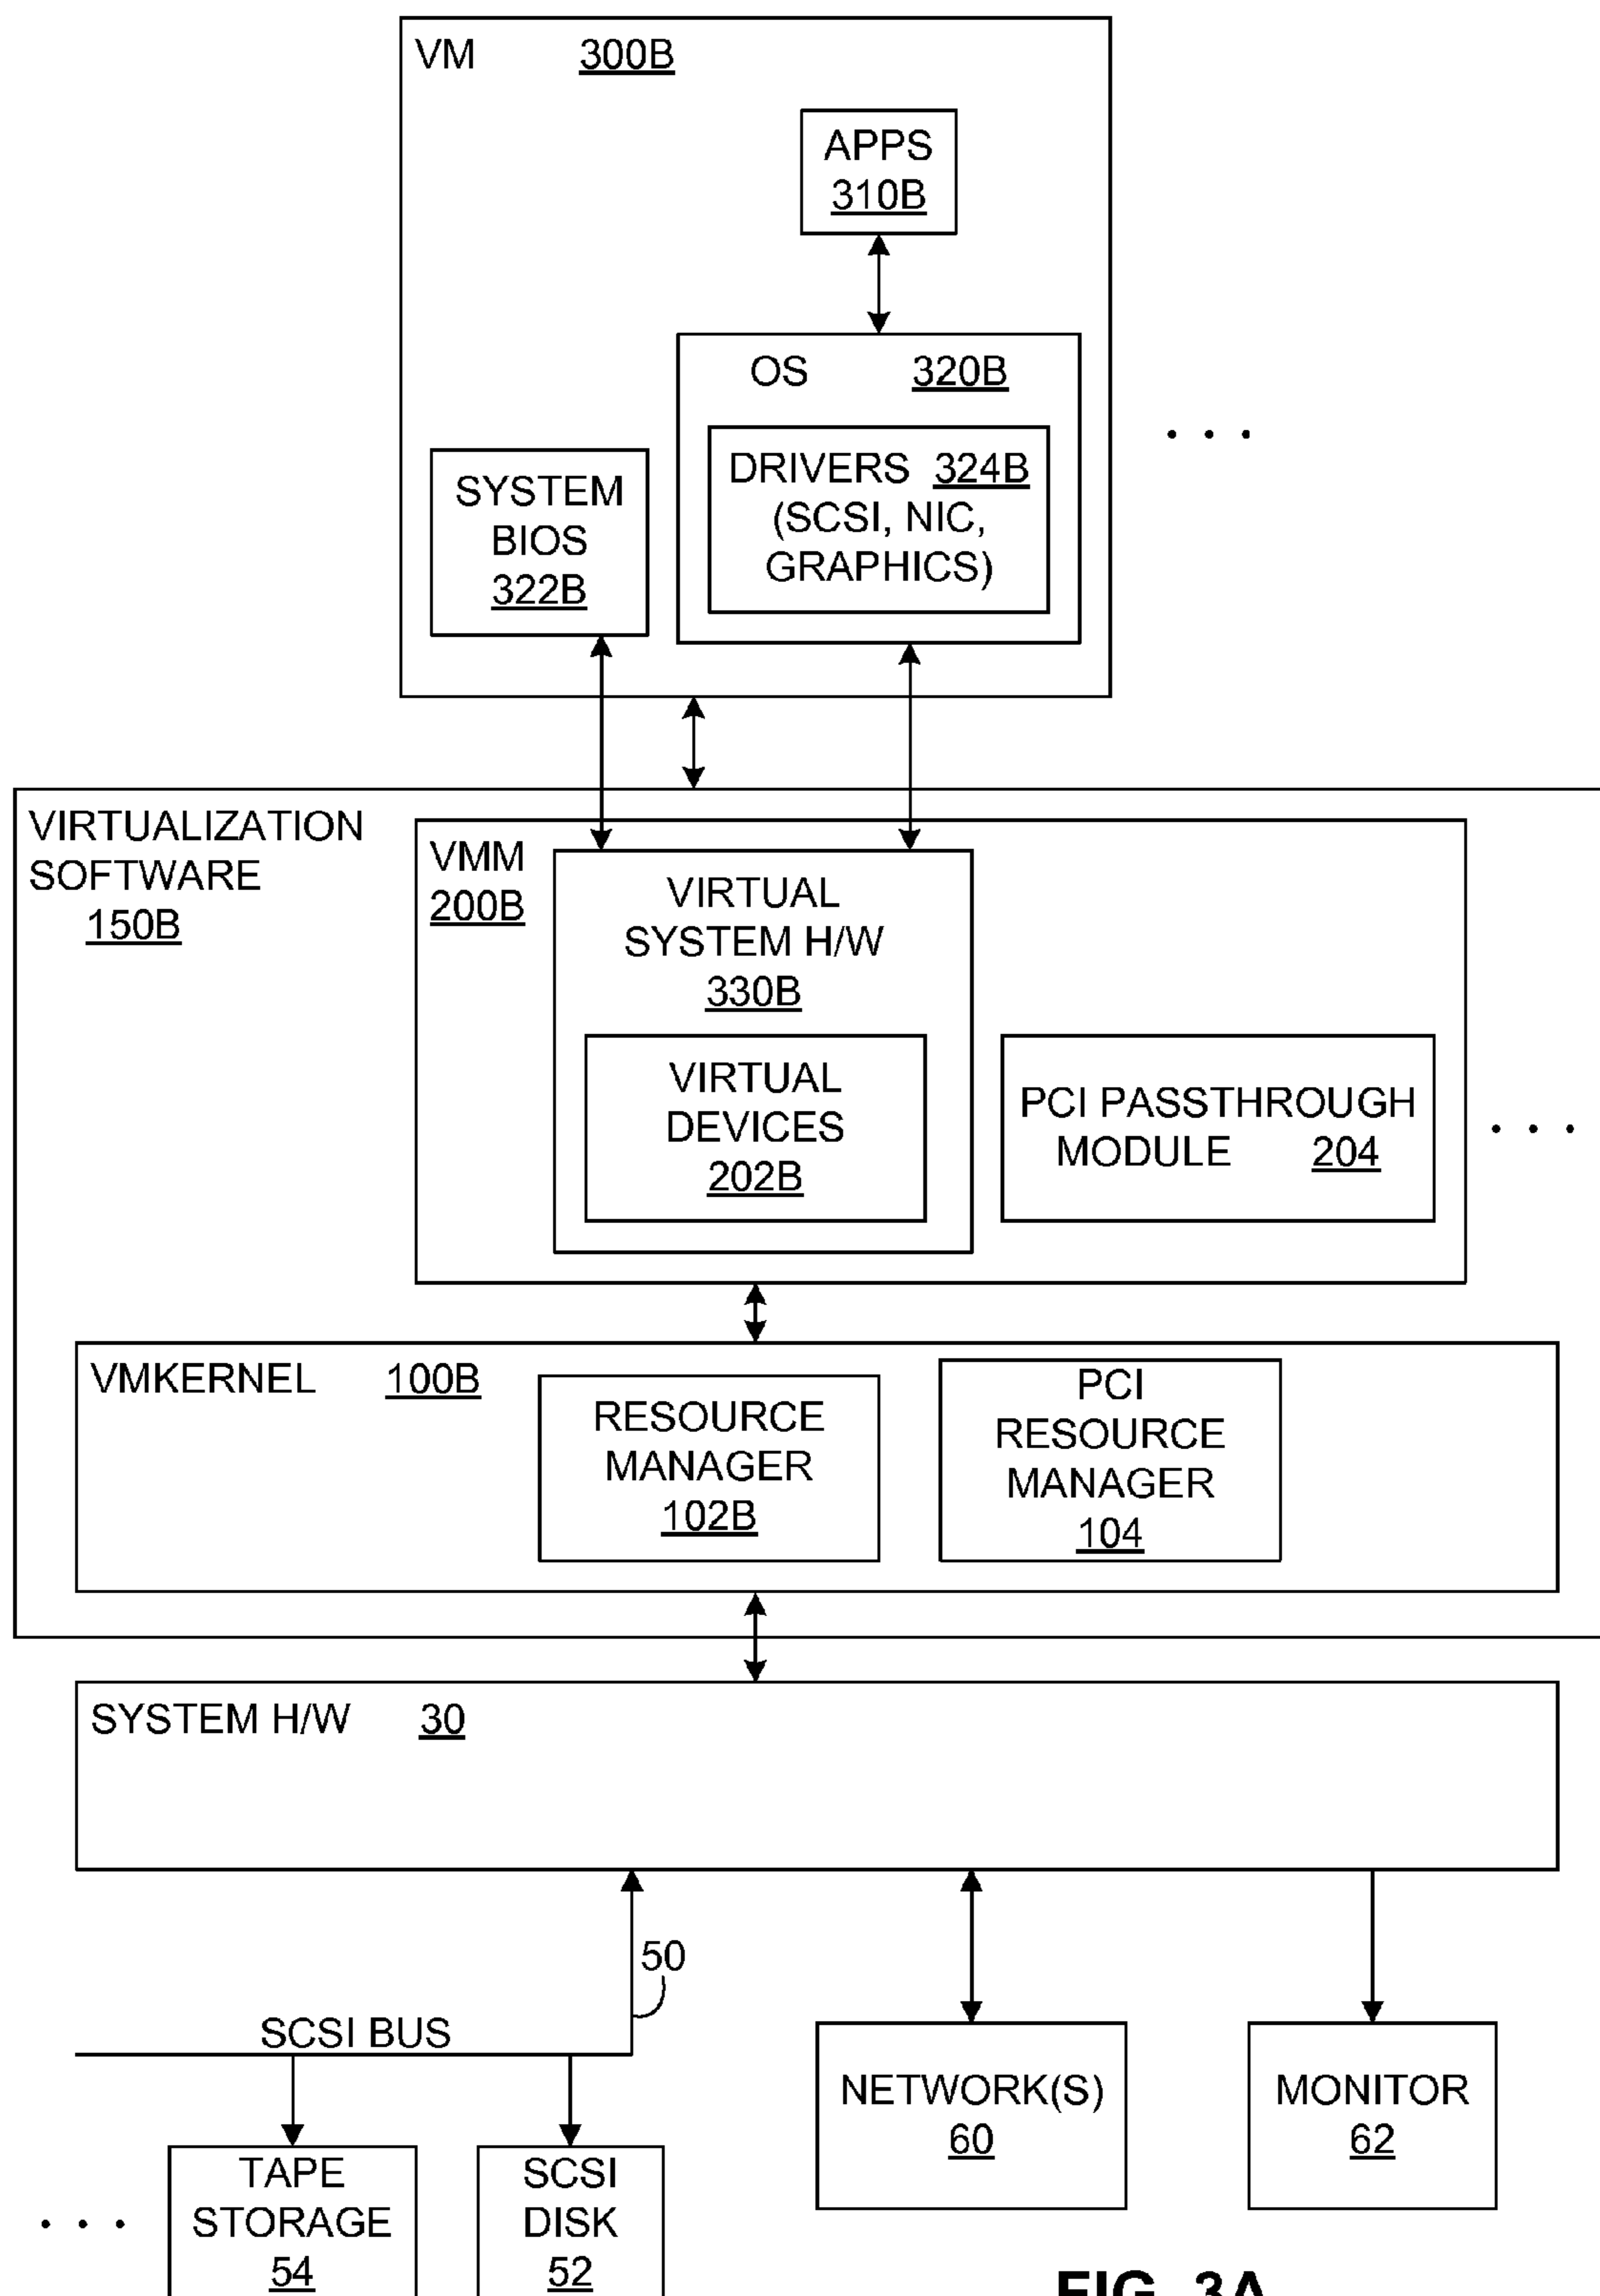 VM 300B
APPS
310B
OS 320B
DRIVERS 324B
(SCSI, NIC,
GRAPHICS)
SYSTEM
BIOS
322B
. . .
VIRTUALIZATION
SOFTWARE
150B
VMM
200B
VIRTUAL
SYSTEM H/W
330B
VIRTUAL
DEVICES
202B
PCI PASSTHROUGH
MODULE 204
. . .
VMKERNEL 100B
RESOURCE
MANAGER
102B
PCI
RESOURCE
MANAGER
104
SYSTEM H/W 30
50
SCSI BUS
NETWORK(S)
60
MONITOR
62
. . .
TAPE
STORAGE
54
SCSI
DISK
52
FIG. 3A